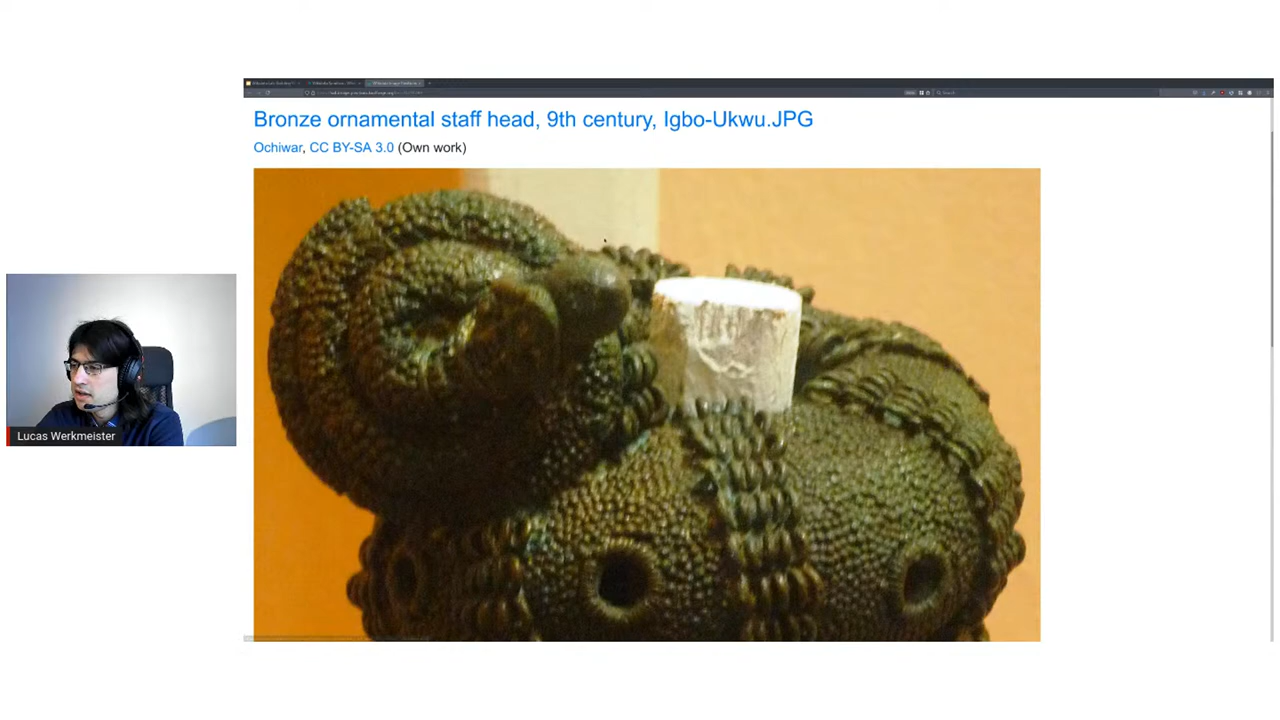 Bronze ornamental staff head, 9th century, Igbo-Ukwu.JPG
Ochiwar, CC BY-SA 3.0 (Own work)
Lucas Werkmeister